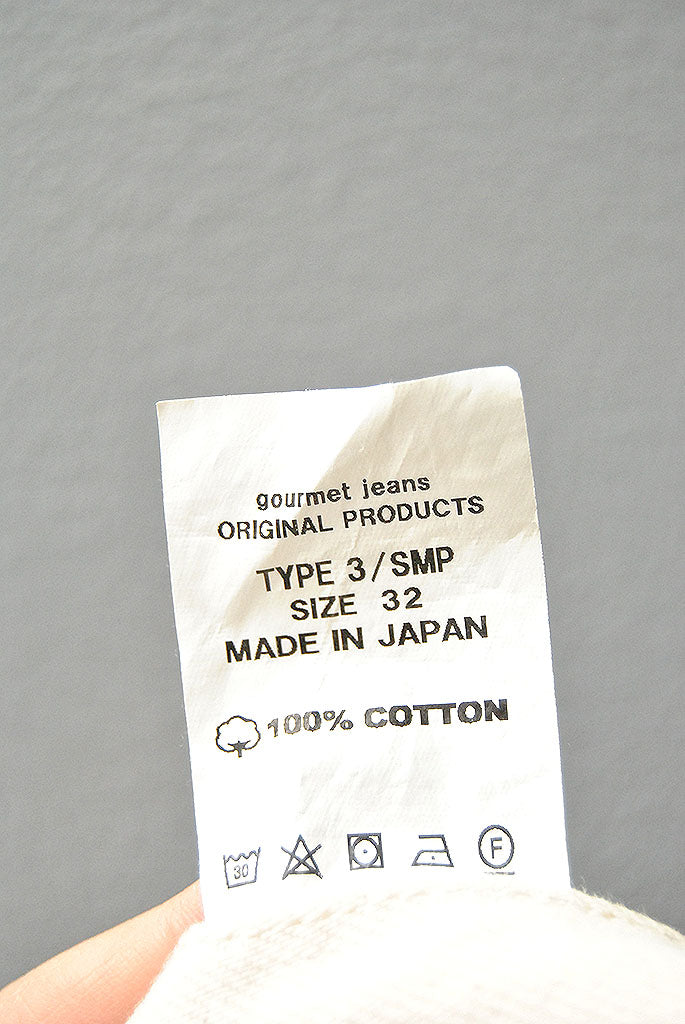 gourmet jeans
ORIGINAL PRODUCTS
TYPE 3/SMP
SIZE 32
MADE IN JAPAN
100% COTTON
30
F